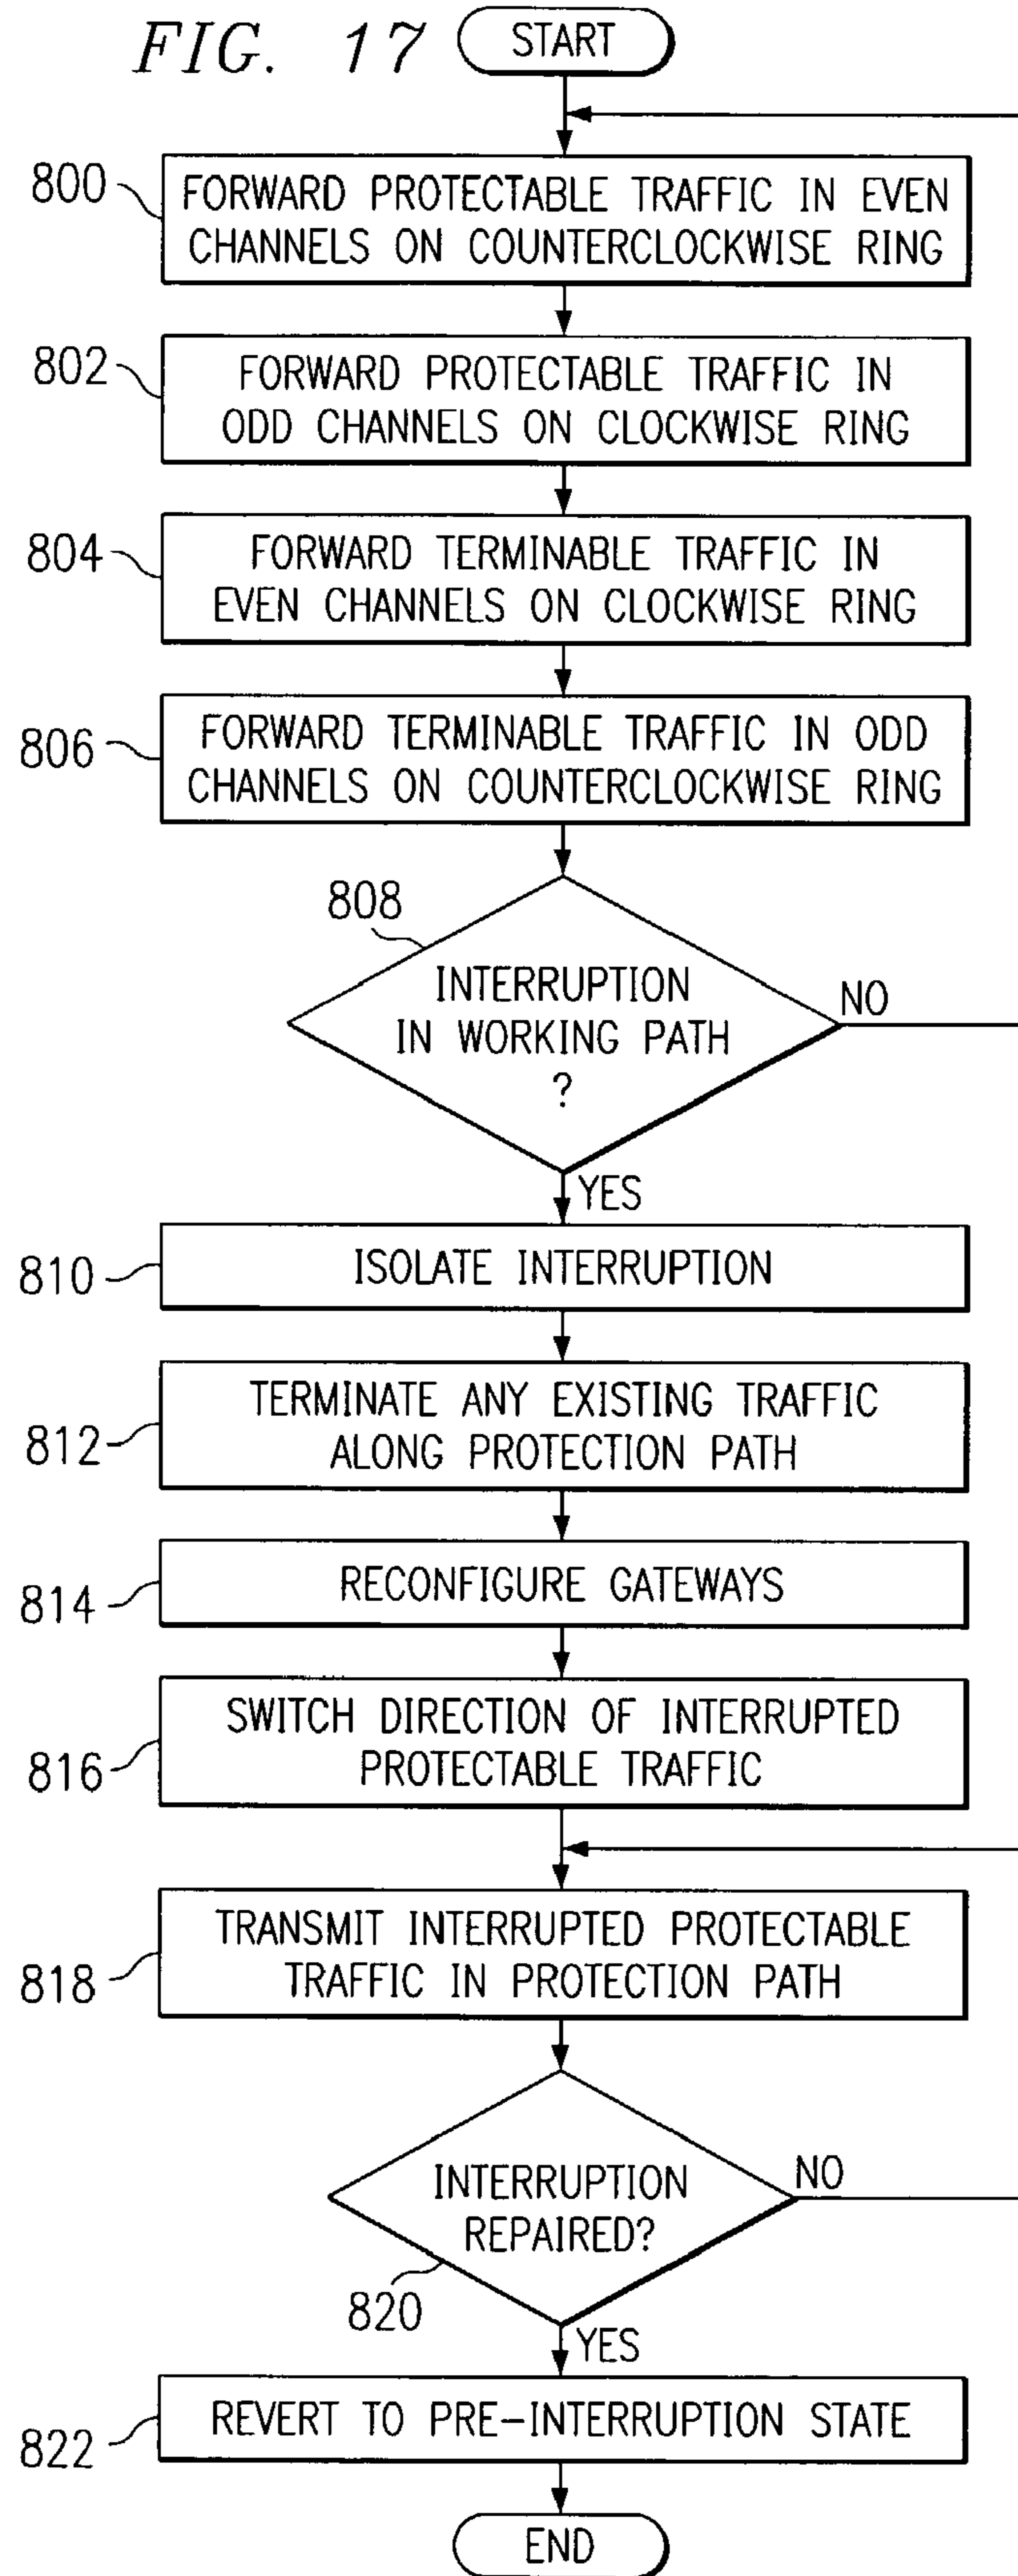 FIG. 17
START
800
FORWARD PROTECTABLE TRAFFIC IN EVEN
CHANNELS ON COUNTERCLOCKWISE RING
802
FORWARD PROTECTABLE TRAFFIC IN
ODD CHANNELS ON CLOCKWISE RING
804
FORWARD TERMINABLE TRAFFIC IN
EVEN CHANNELS ON CLOCKWISE RING
806
FORWARD TERMINABLE TRAFFIC IN ODD
CHANNELS ON COUNTERCLOCKWISE RING
808
INTERRUPTION
IN WORKING PATH
?
NO
YES
810
ISOLATE INTERRUPTION
812
TERMINATE ANY EXISTING TRAFFIC
ALONG PROTECTION PATH
814
RECONFIGURE GATEWAYS
816
SWITCH DIRECTION OF INTERRUPTED
PROTECTABLE TRAFFIC
818
TRANSMIT INTERRUPTED PROTECTABLE
TRAFFIC IN PROTECTION PATH
INTERRUPTION
REPAIRED?
NO
820
YES
822
REVERT TO PRE-INTERRUPTION STATE
END